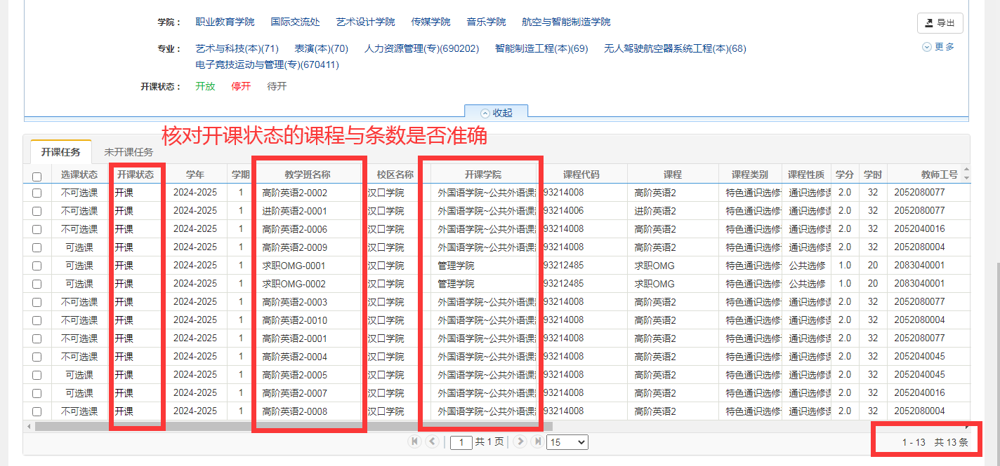 学院： 职业教育学院 国际交流处 艺术设计学院 传媒学院 音乐学院 航空与智能制造学院 导出
专业： 艺术与科技(本)(71) 表演(本)(70) 人力资源管理(专)(690202) 智能制造工程(本)(69) 无人驾驶航空器系统工程(本)(68) 更多
电子竞技运动与管理(专)(670411)
开课状态： 开放 停开 待开
收起
核对开课状态的课程与条数是否准确
开课任务 未开课任务
选课状态 开课状态 学年 学期 教学班名称 校区名称 开课学院 课程代码 课程 课程类别 课程性质 学分 学时 教师工号
不可选课 开课 2024-2025 1 高阶英语2-0002 汉口学院 外国语学院~公共外语课 93214008 高阶英语2 特色通识选修 通识选修课 2.0 32 2052080077
不可选课 开课 2024-2025 1 进阶英语2-0001 汉口学院 外国语学院~公共外语课 93214006 进阶英语2 特色通识选修 通识选修课 2.0 32 2052080077
不可选课 开课 2024-2025 1 高阶英语2-0006 汉口学院 外国语学院~公共外语课 93214008 高阶英语2 特色通识选修 通识选修课 2.0 32 2052040016
可选课 开课 2024-2025 1 高阶英语2-0009 汉口学院 外国语学院~公共外语课 93214008 高阶英语2 特色通识选修 通识选修课 2.0 32 2052080004
可选课 开课 2024-2025 1 求职OMG-0001 汉口学院 管理学院 93212485 求职OMG 特色通识选修 公共选修 1.0 20 2083040001
可选课 开课 2024-2025 1 求职OMG-0002 汉口学院 管理学院 93212485 求职OMG 特色通识选修 公共选修 1.0 20 2083040001
不可选课 开课 2024-2025 1 高阶英语2-0003 汉口学院 外国语学院~公共外语课 93214008 高阶英语2 特色通识选修 通识选修课 2.0 32 2052080077
不可选课 开课 2024-2025 1 高阶英语2-0010 汉口学院 外国语学院~公共外语课 93214008 高阶英语2 特色通识选修 通识选修课 2.0 32 2052080004
不可选课 开课 2024-2025 1 高阶英语2-0001 汉口学院 外国语学院~公共外语课 93214008 高阶英语2 特色通识选修 通识选修课 2.0 32 2052080077
不可选课 开课 2024-2025 1 高阶英语2-0004 汉口学院 外国语学院~公共外语课 93214008 高阶英语2 特色通识选修 通识选修课 2.0 32 2052040045
可选课 开课 2024-2025 1 高阶英语2-0005 汉口学院 外国语学院~公共外语课 93214008 高阶英语2 特色通识选修 通识选修课 2.0 32 2052040045
可选课 开课 2024-2025 1 高阶英语2-0007 汉口学院 外国语学院~公共外语课 93214008 高阶英语2 特色通识选修 通识选修课 2.0 32 2052040016
不可选课 开课 2024-2025 1 高阶英语2-0008 汉口学院 外国语学院~公共外语课 93214008 高阶英语2 特色通识选修 通识选修课 2.0 32 2052080004
1 共 1 页 15 1 - 13 共 13 条